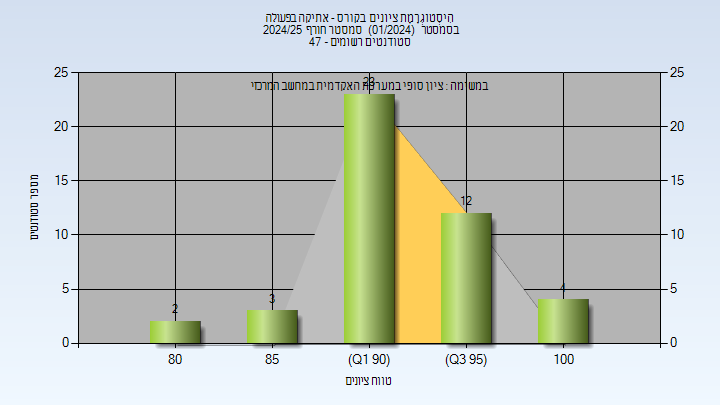 היסטוגרמת ציונים בקורס - אתיקה בפעולה
בסמסטר (01/2024) סמסטר חורף 2024/25
סטודנטים רשומים - 47
במשימה : ציון סופי במערכת האקדמית במחשב המרכזי
25
20
15
10
5
0
25
20
15
10
5
0
מספר סטודנטים
2
3
23
12
4
80
85
(Q1 90)
(Q3 95)
100
טווח ציונים